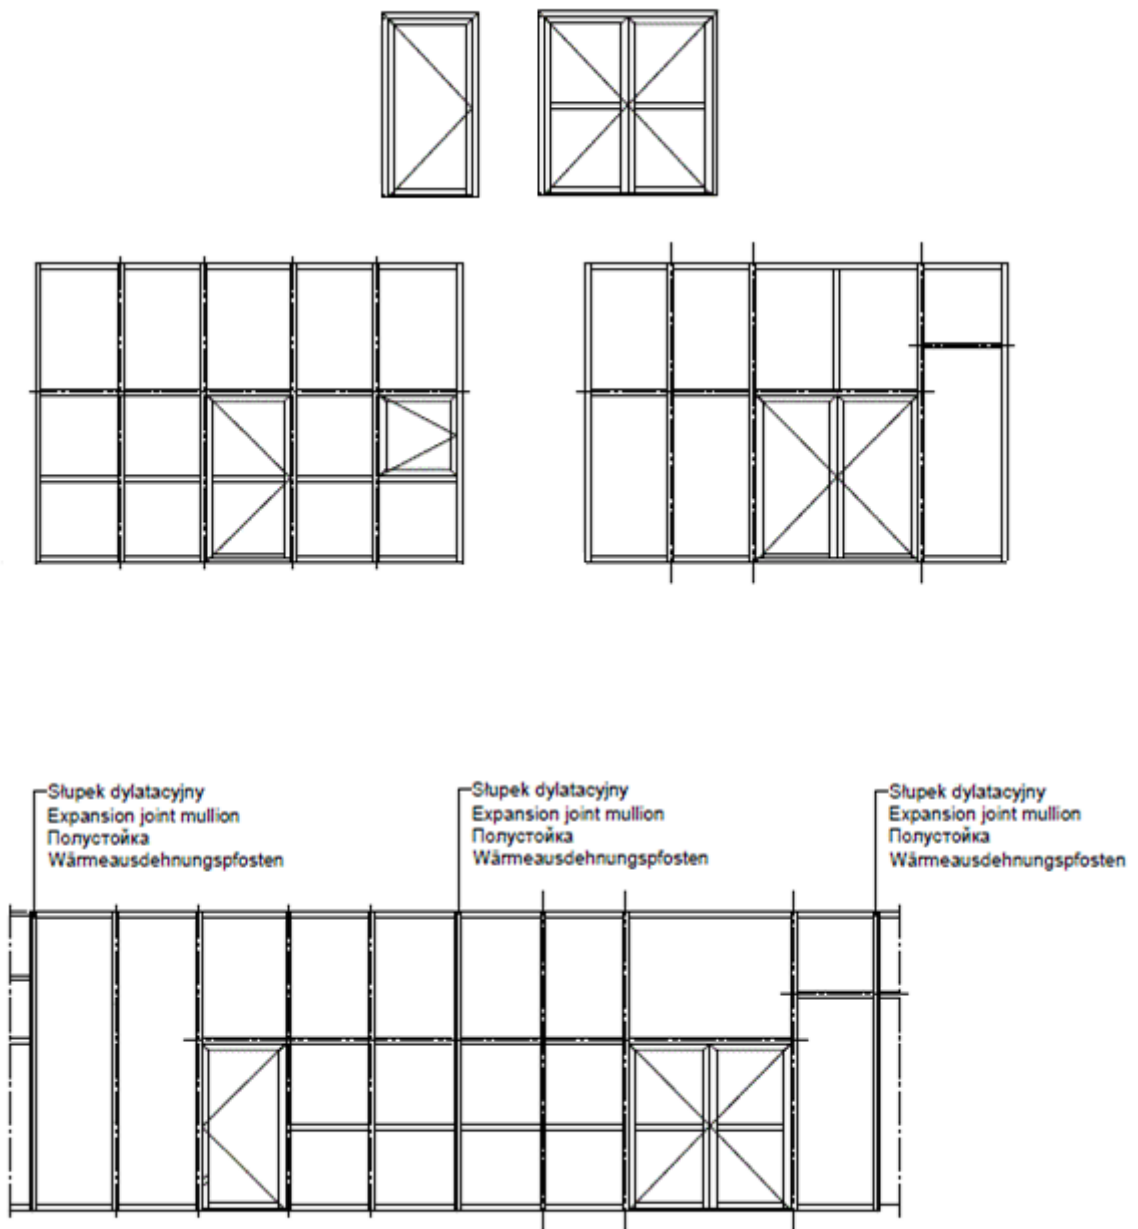 Słupek dylatacyjny
Expansion joint mullion
Полустойка
Wärmeausdehnungspfosten
Słupek dylatacyjny
Expansion joint mullion
Полустойка
Wärmeausdehnungspfosten
Słupek dylatacyjny
Expansion joint mullion
Полустойка
Wärmeausdehnungspfosten